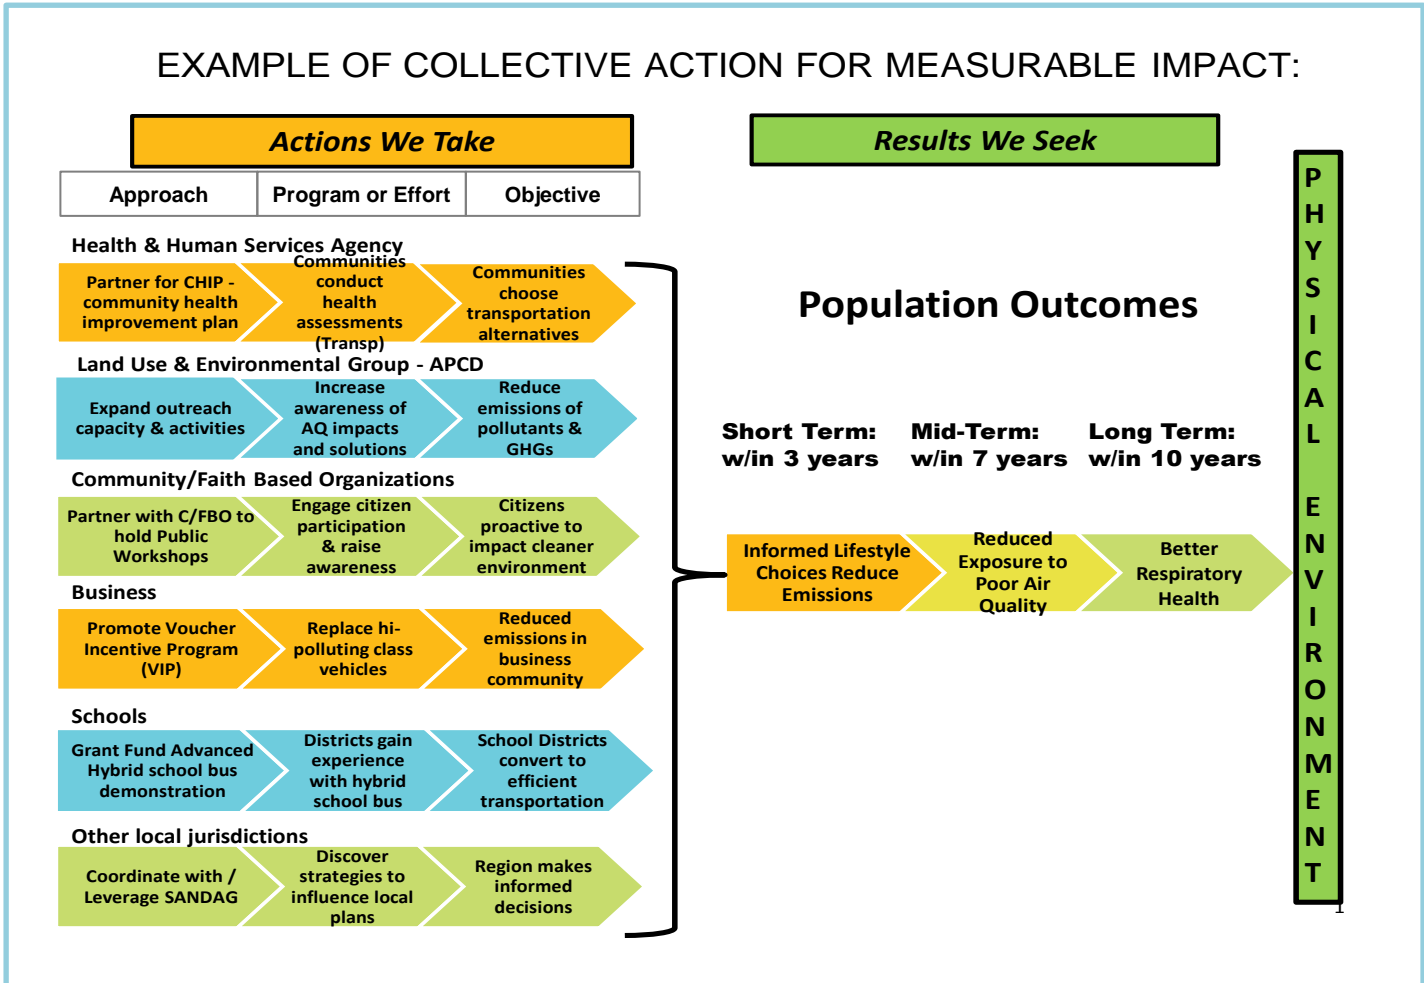 EXAMPLE OF COLLECTIVE ACTION FOR MEASURABLE IMPACT:
Actions We Take
Results We Seek
Approach
Program or Effort
Objective
Health & Human Services Agency
Partner for CHIP -
community health
improvement plan
Communities
conduct
health
assessments
(Transp)
Communities
choose
transportation
alternatives
Land Use & Environmental Group - APCD
Expand outreach
capacity & activities
Increase
awareness of
AQ impacts
and solutions
Reduce
emissions of
pollutants &
GHGs
Community/Faith Based Organizations
Partner with C/FBO to
hold Public
Workshops
Engage citizen
participation
& raise
awareness
Citizens
proactive to
impact cleaner
environment
Business
Promote Voucher
Incentive Program
(VIP)
Replace hi-
polluting class
vehicles
Reduced
emissions in
business
community
Schools
Grant Fund Advanced
Hybrid school bus
demonstration
Districts gain
experience
with hybrid
school bus
School Districts
convert to
efficient
transportation
Other local jurisdictions
Coordinate with /
Leverage SANDAG
Discover
strategies to
influence local
plans
Region makes
informed
decisions
Population Outcomes
Short Term:
w/in 3 years
Mid-Term:
w/in 7 years
Long Term:
w/in 10 years
Informed Lifestyle
Choices Reduce
Emissions
Reduced
Exposure to
Poor Air
Quality
Better
Respiratory
Health
PHYSICAL ENVIRONMENT
1